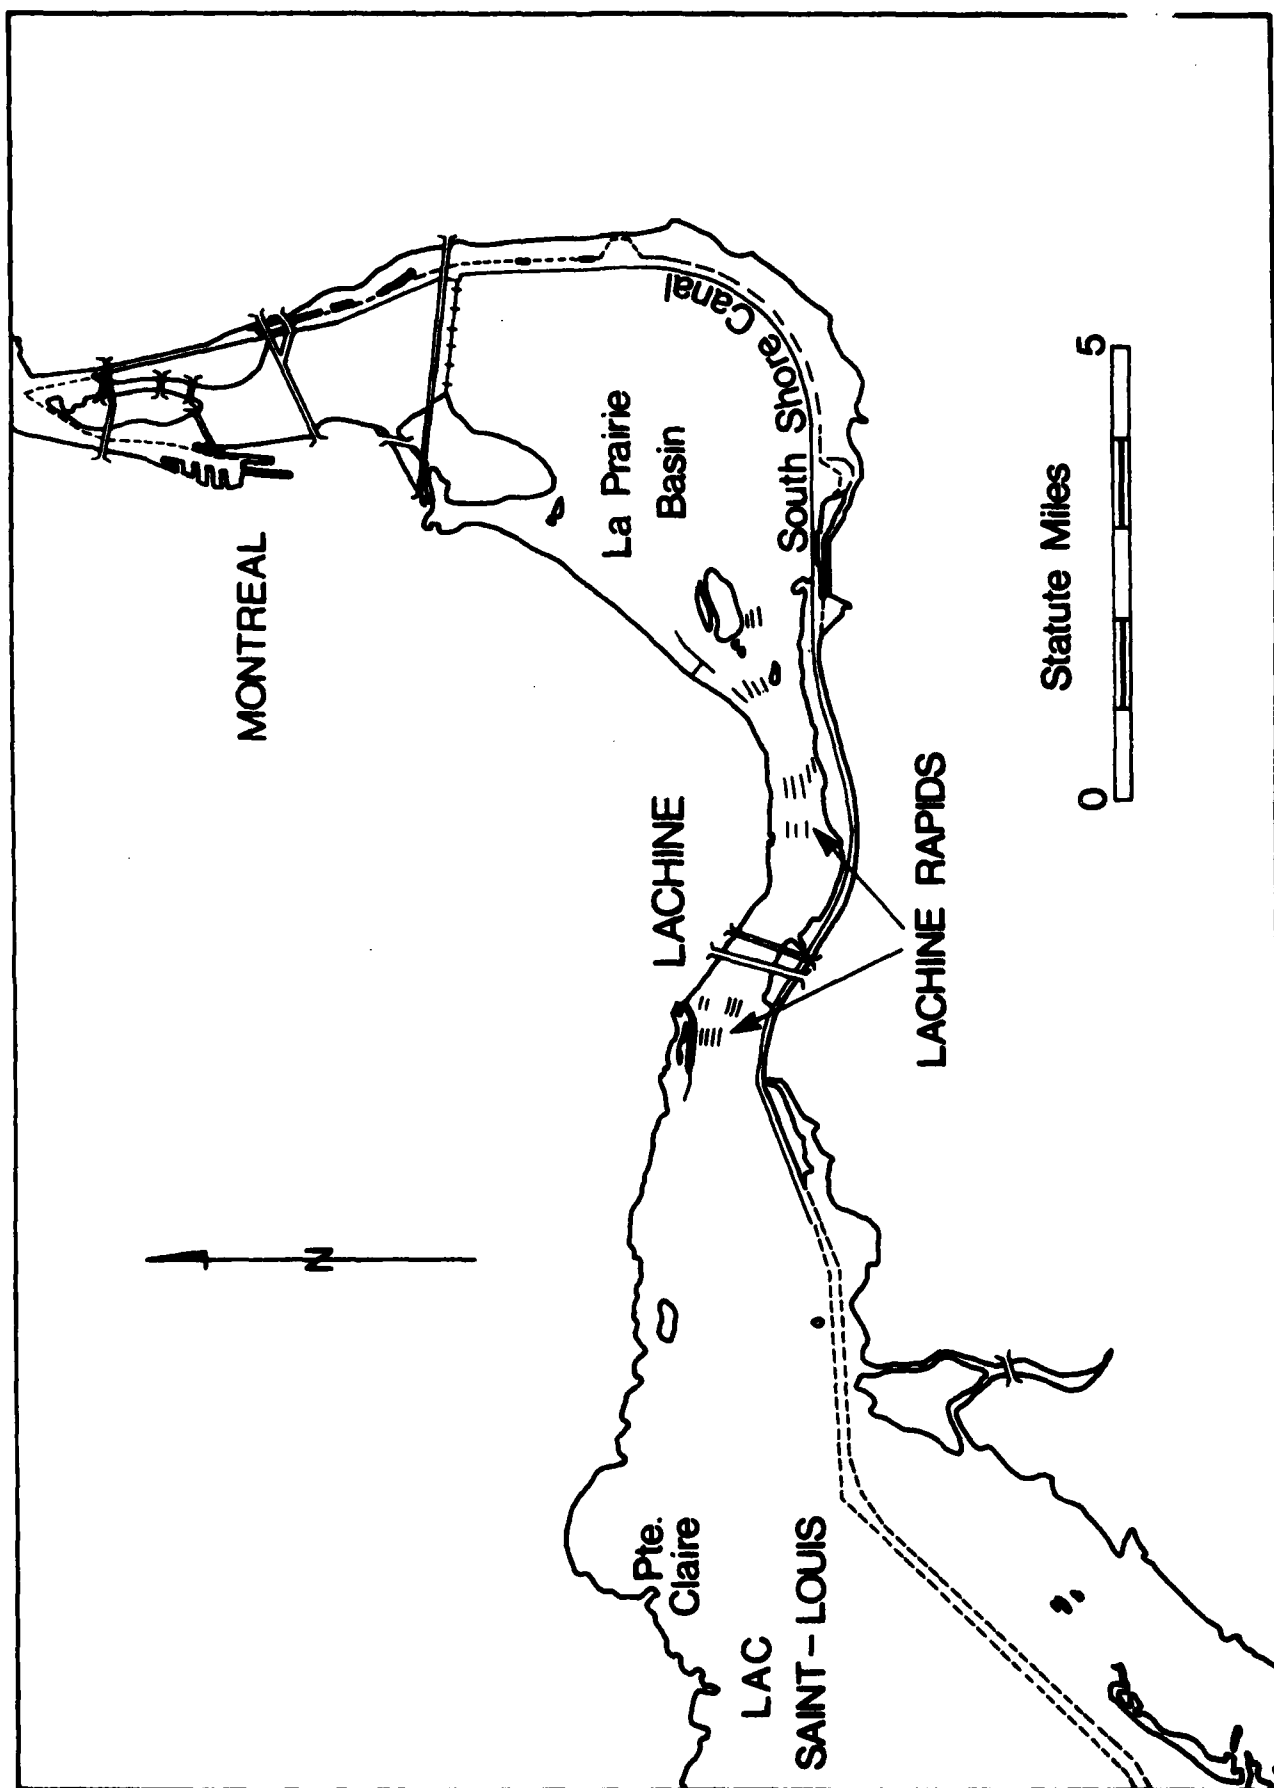 MONTREAL
LACHINE
La Prairie
Basin
South Shore Canal
Pte.
Claire
LAC
SAINT-LOUIS
LACHINE RAPIDS
N
Statute Miles
0 5